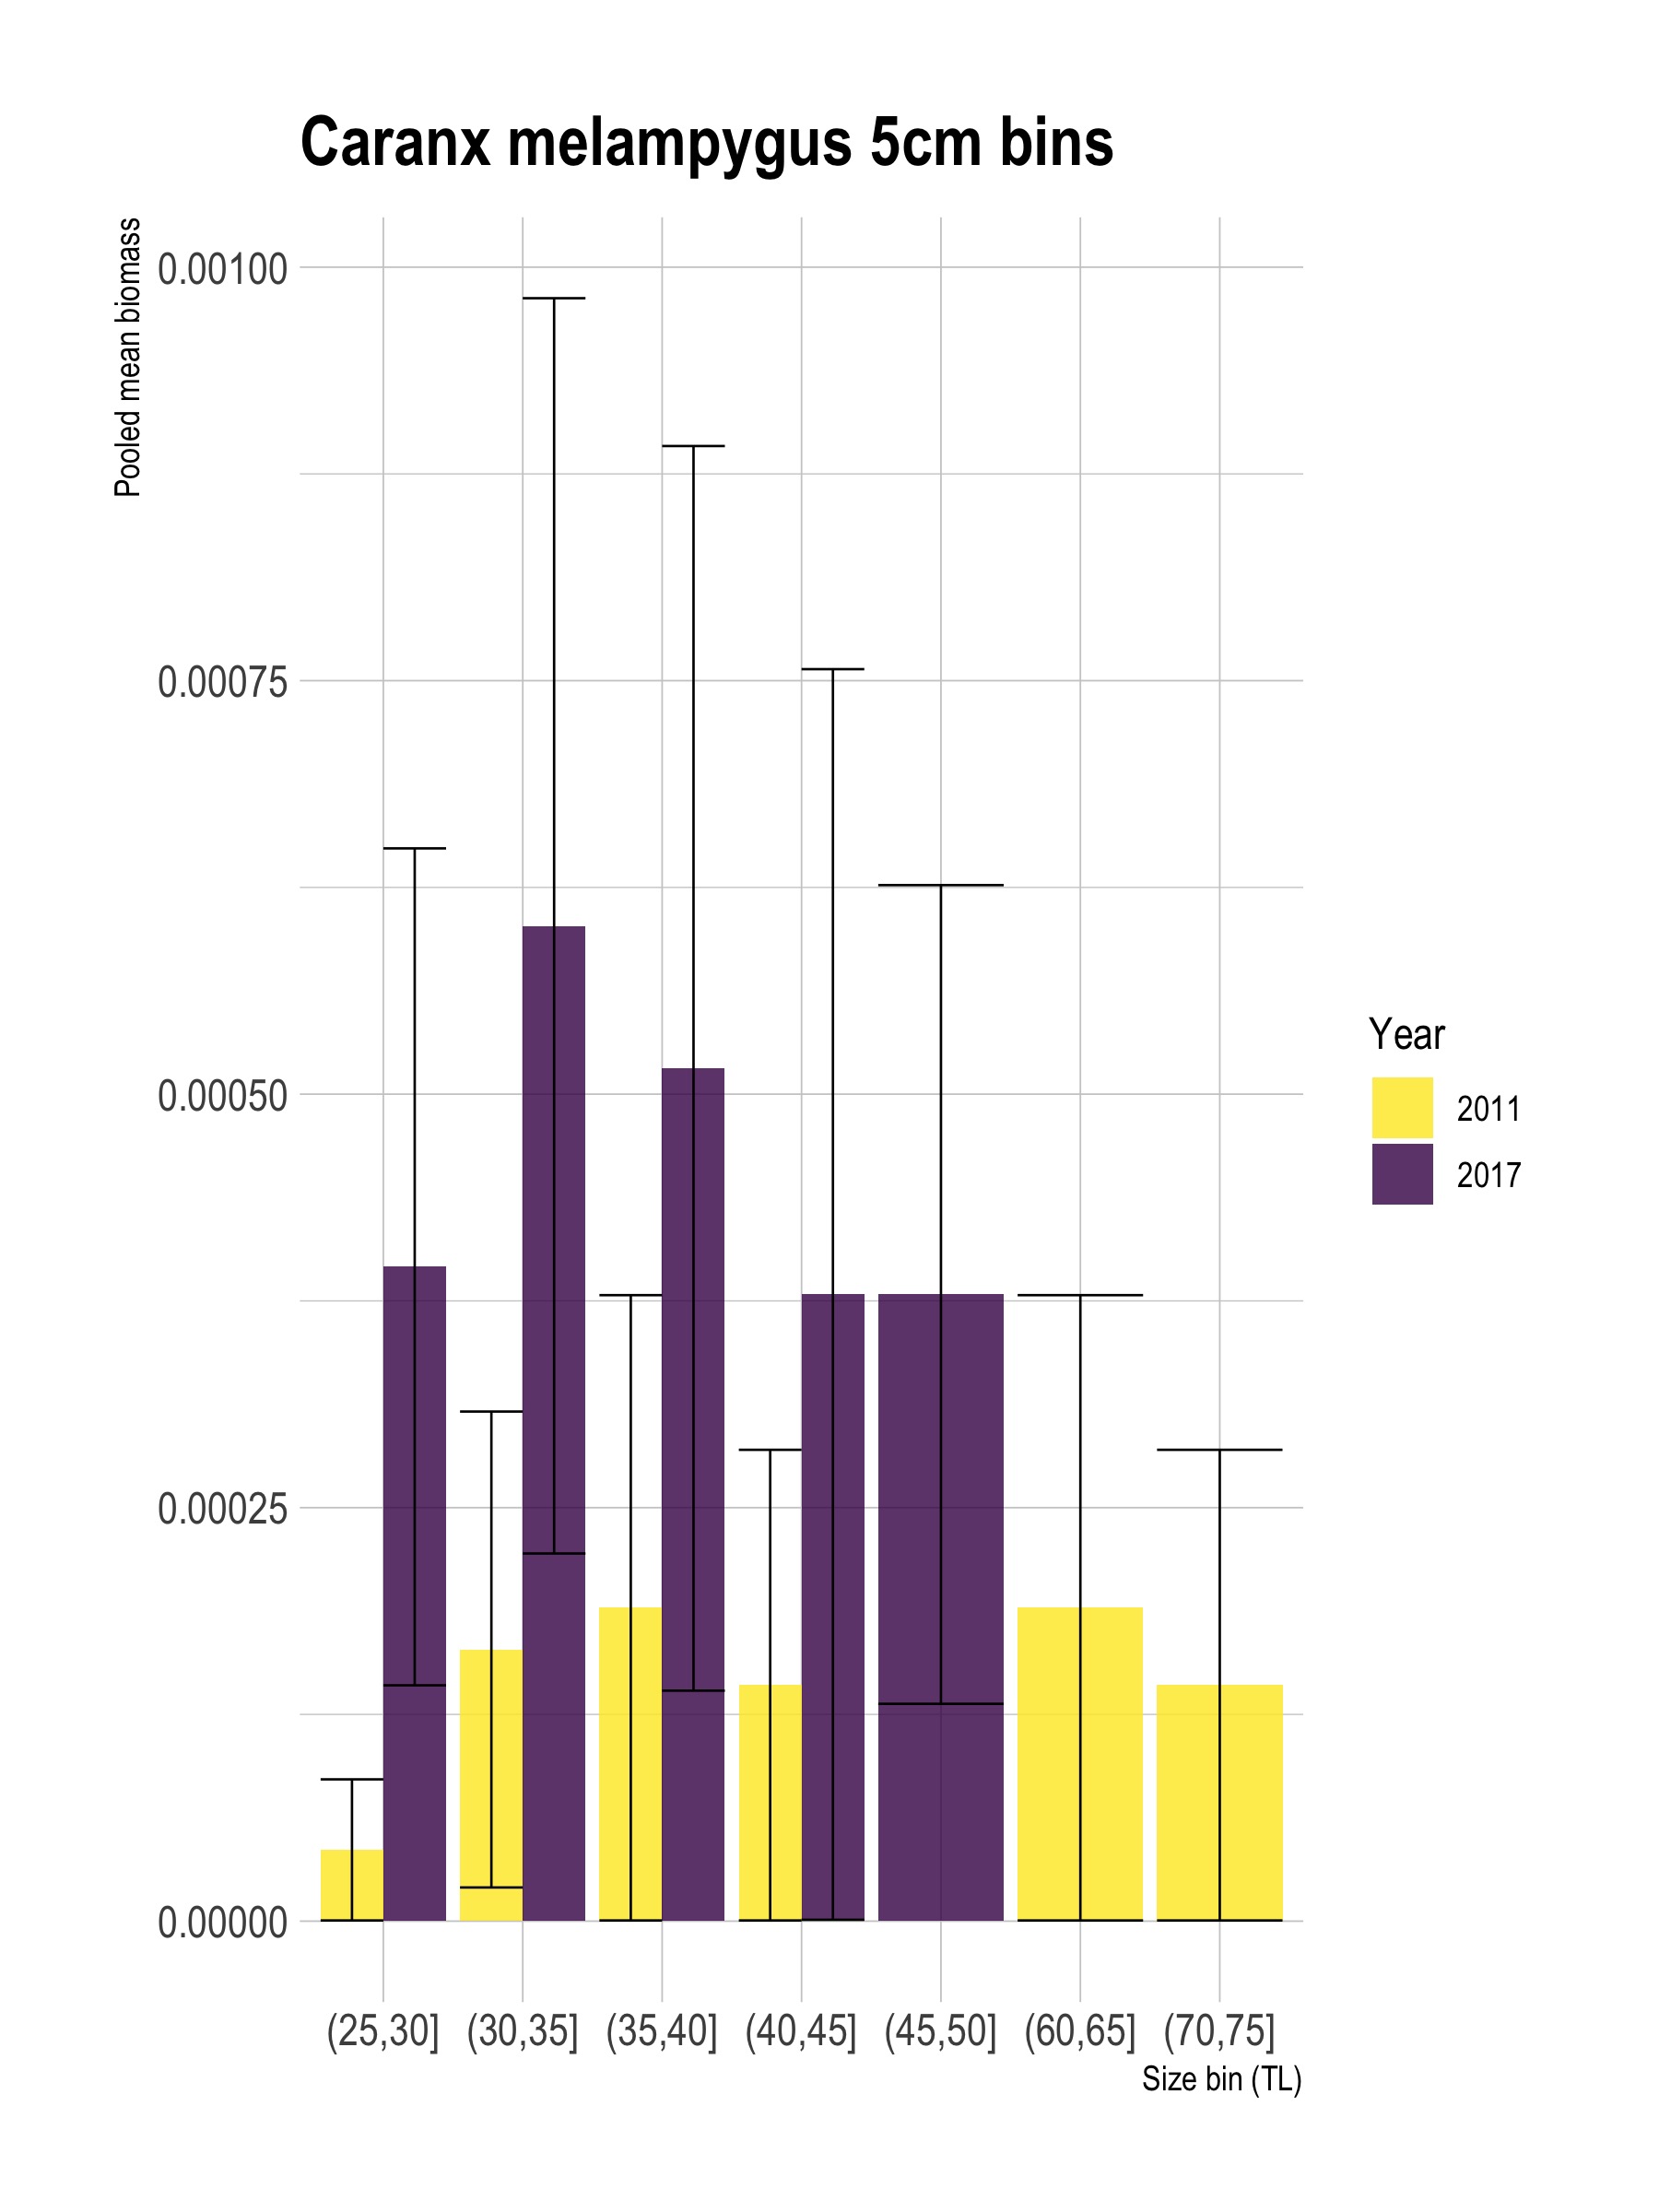 Caranx melampygus 5cm bins
Pooled mean biomass
0.00100
0.00075
0.00050
0.00025
0.00000
(25,30] (30,35] (35,40] (40,45] (45,50] (60,65] (70,75]
Size bin (TL)
Year
2011
2017